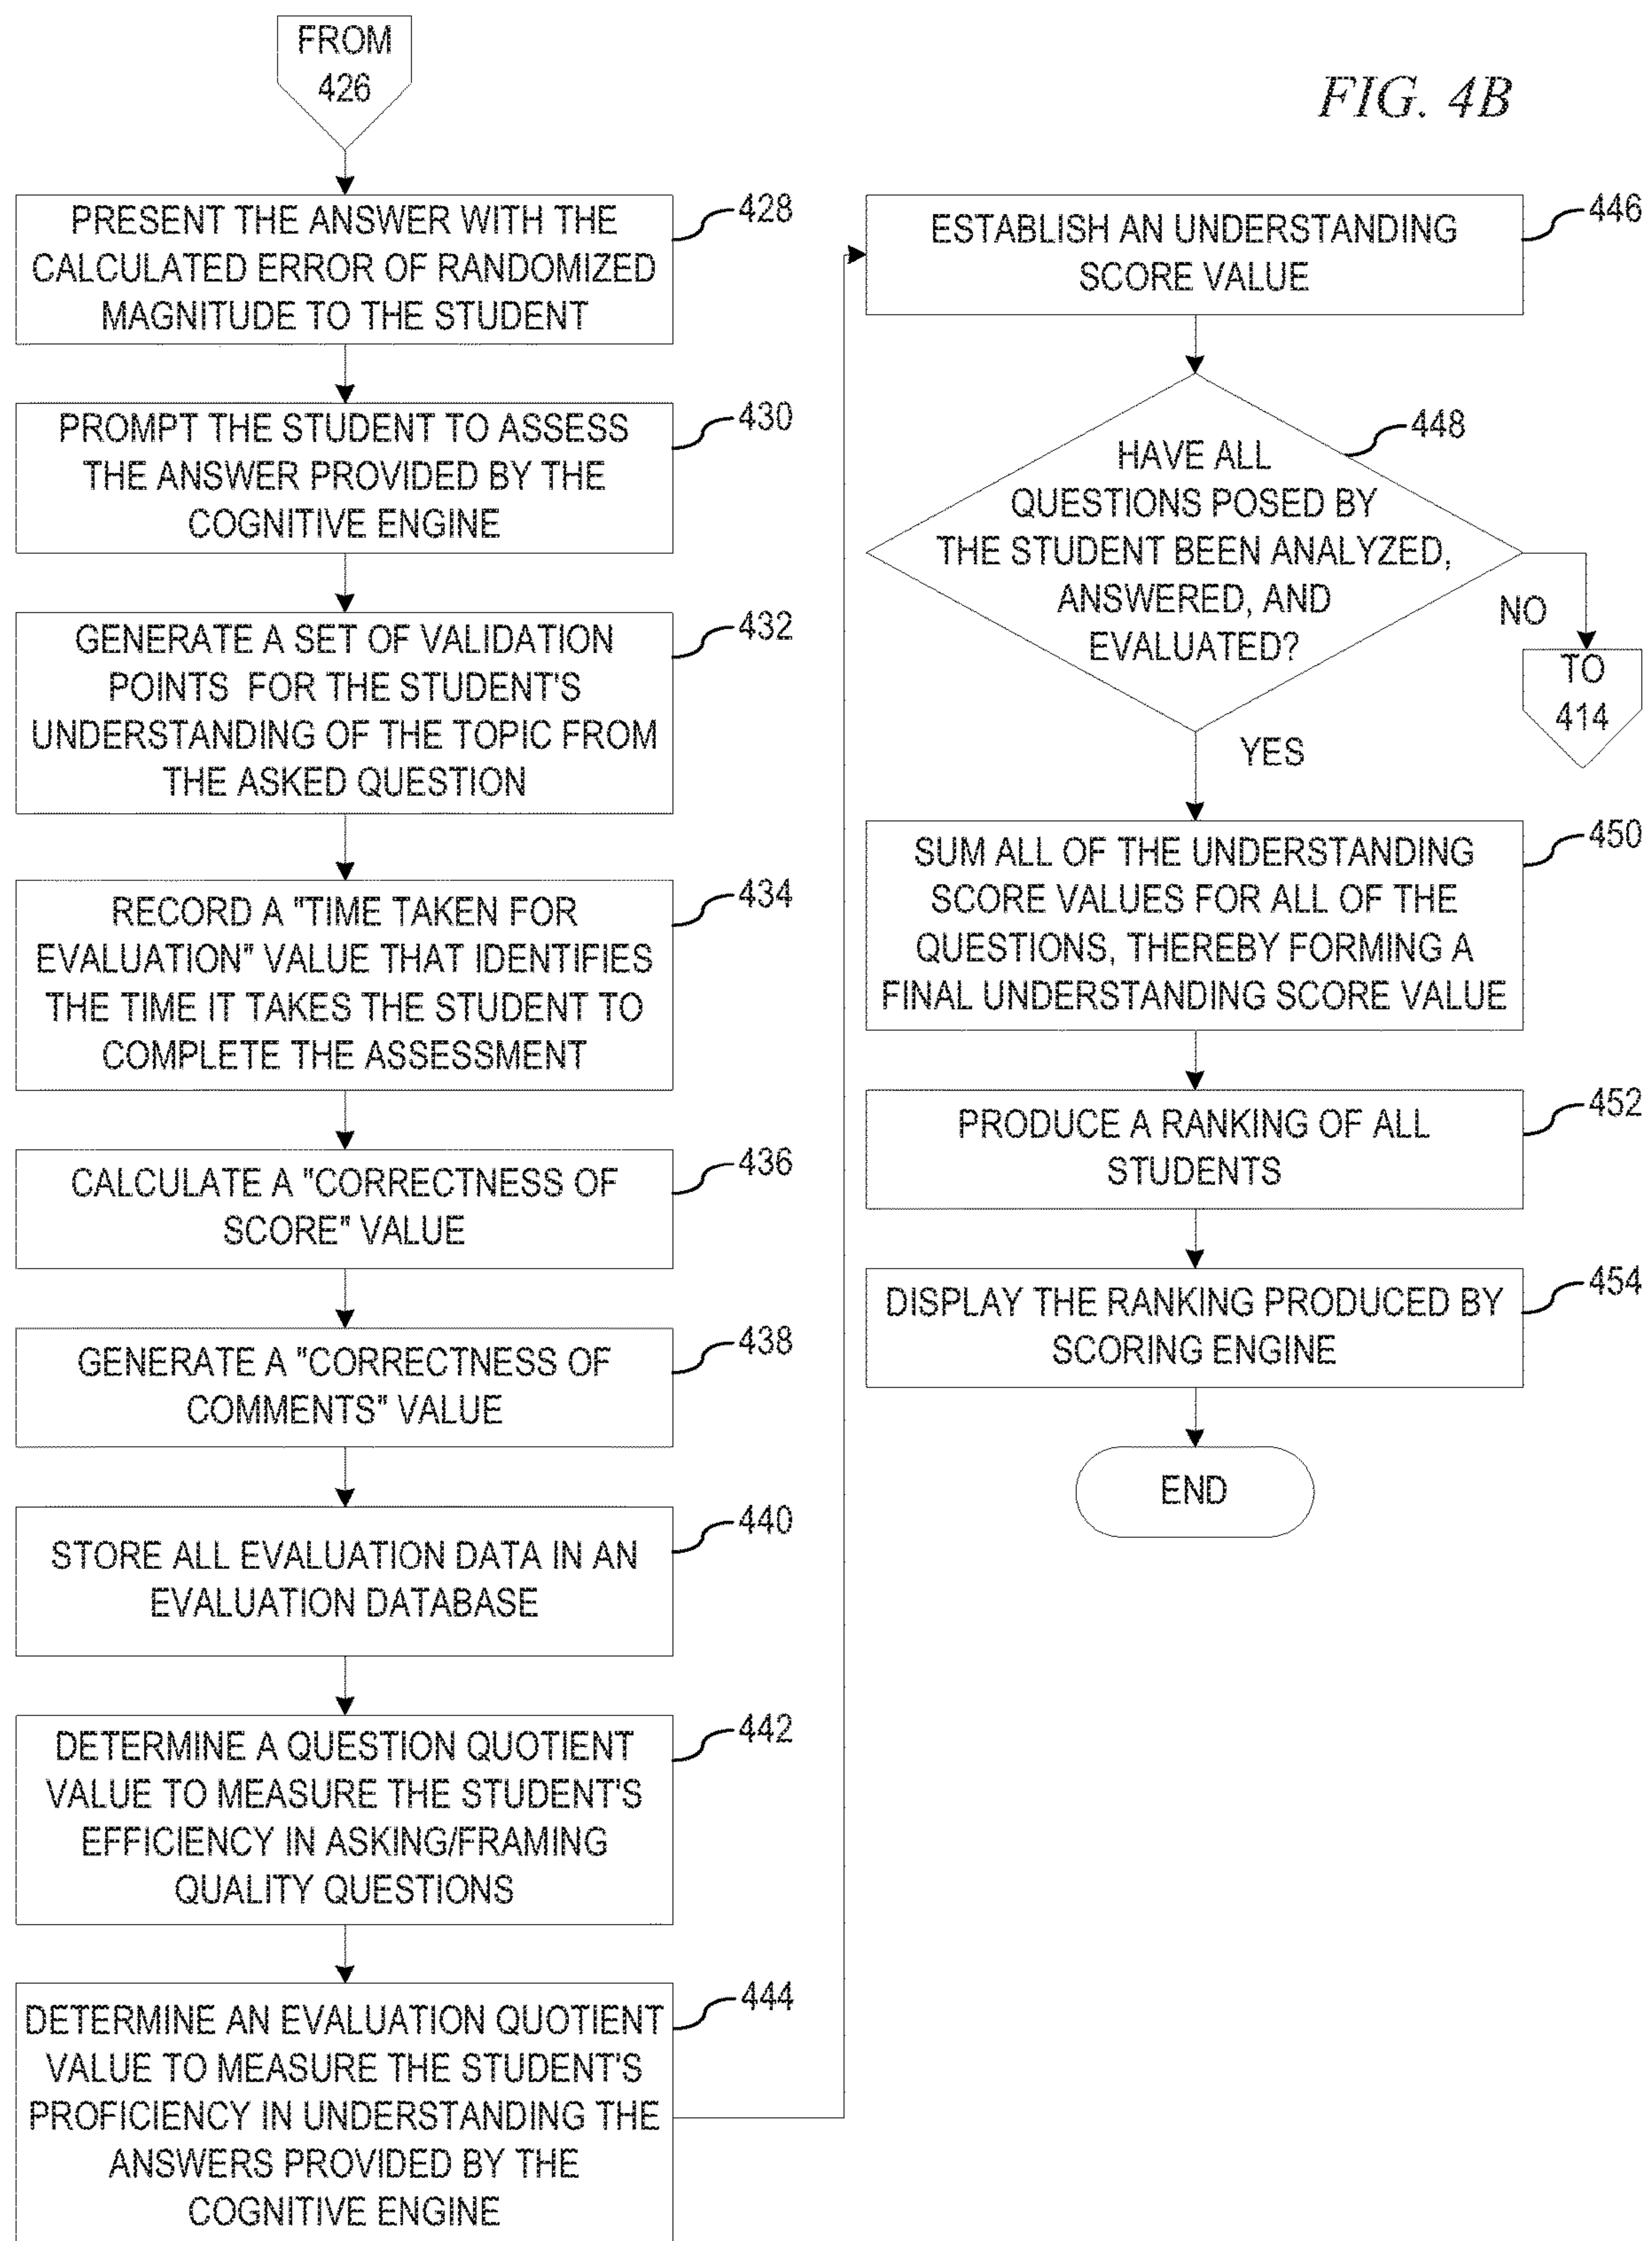 FROM
426
FIG. 4B
PRESENT THE ANSWER WITH THE
CALCULATED ERROR OF RANDOMIZED
MAGNITUDE TO THE STUDENT
428
PROMPT THE STUDENT TO ASSESS
THE ANSWER PROVIDED BY THE
COGNITIVE ENGINE
430
GENERATE A SET OF VALIDATION
POINTS FOR THE STUDENT'S
UNDERSTANDING OF THE TOPIC FROM
THE ASKED QUESTION
432
RECORD A "TIME TAKEN FOR
EVALUATION" VALUE THAT IDENTIFIES
THE TIME IT TAKES THE STUDENT TO
COMPLETE THE ASSESSMENT
434
CALCULATE A "CORRECTNESS OF
SCORE" VALUE
436
GENERATE A "CORRECTNESS OF
COMMENTS" VALUE
438
STORE ALL EVALUATION DATA IN AN
EVALUATION DATABASE
440
DETERMINE A QUESTION QUOTIENT
VALUE TO MEASURE THE STUDENT'S
EFFICIENCY IN ASKING/FRAMING
QUALITY QUESTIONS
442
DETERMINE AN EVALUATION QUOTIENT
VALUE TO MEASURE THE STUDENT'S
PROFICIENCY IN UNDERSTANDING THE
ANSWERS PROVIDED BY THE
COGNITIVE ENGINE
444
ESTABLISH AN UNDERSTANDING
SCORE VALUE
446
HAVE ALL
QUESTIONS POSED BY
THE STUDENT BEEN ANALYZED,
ANSWERED, AND
EVALUATED?
448
NO
TO
414
YES
SUM ALL OF THE UNDERSTANDING
SCORE VALUES FOR ALL OF THE
QUESTIONS, THEREBY FORMING A
FINAL UNDERSTANDING SCORE VALUE
450
PRODUCE A RANKING OF ALL
STUDENTS
452
DISPLAY THE RANKING PRODUCED BY
SCORING ENGINE
454
END